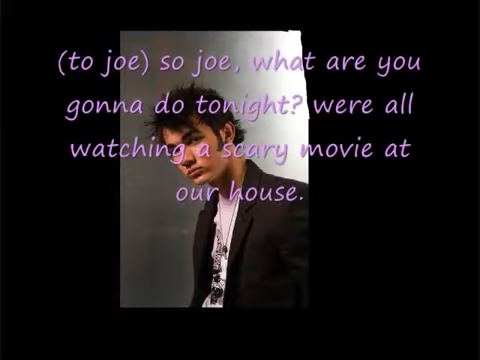 (to joe) so joe, what are you
gonna do tonight? were all
watching a scary movie at
our house.